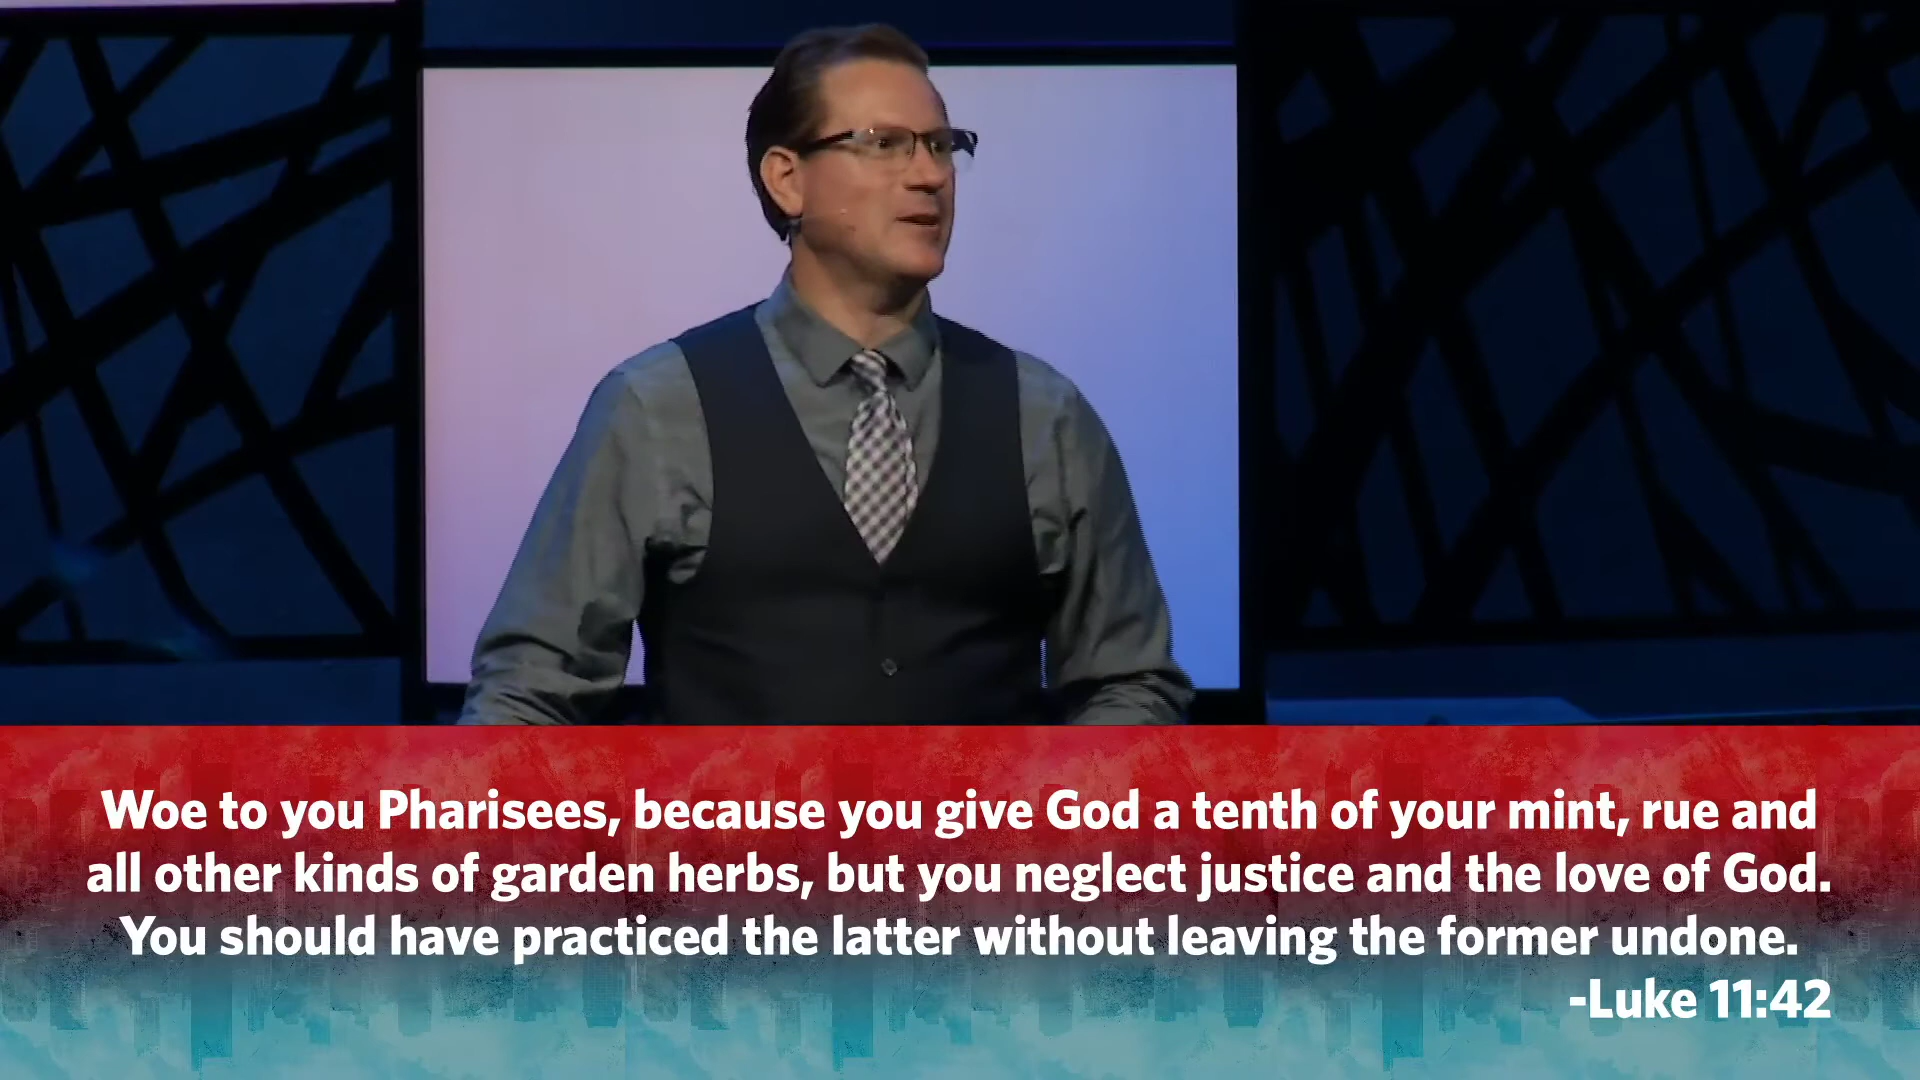 Woe to you Pharisees, because you give God a tenth of your mint, rue and
all other kinds of garden herbs, but you neglect justice and the love of God.
You should have practiced the latter without leaving the former undone.
-Luke 11:42